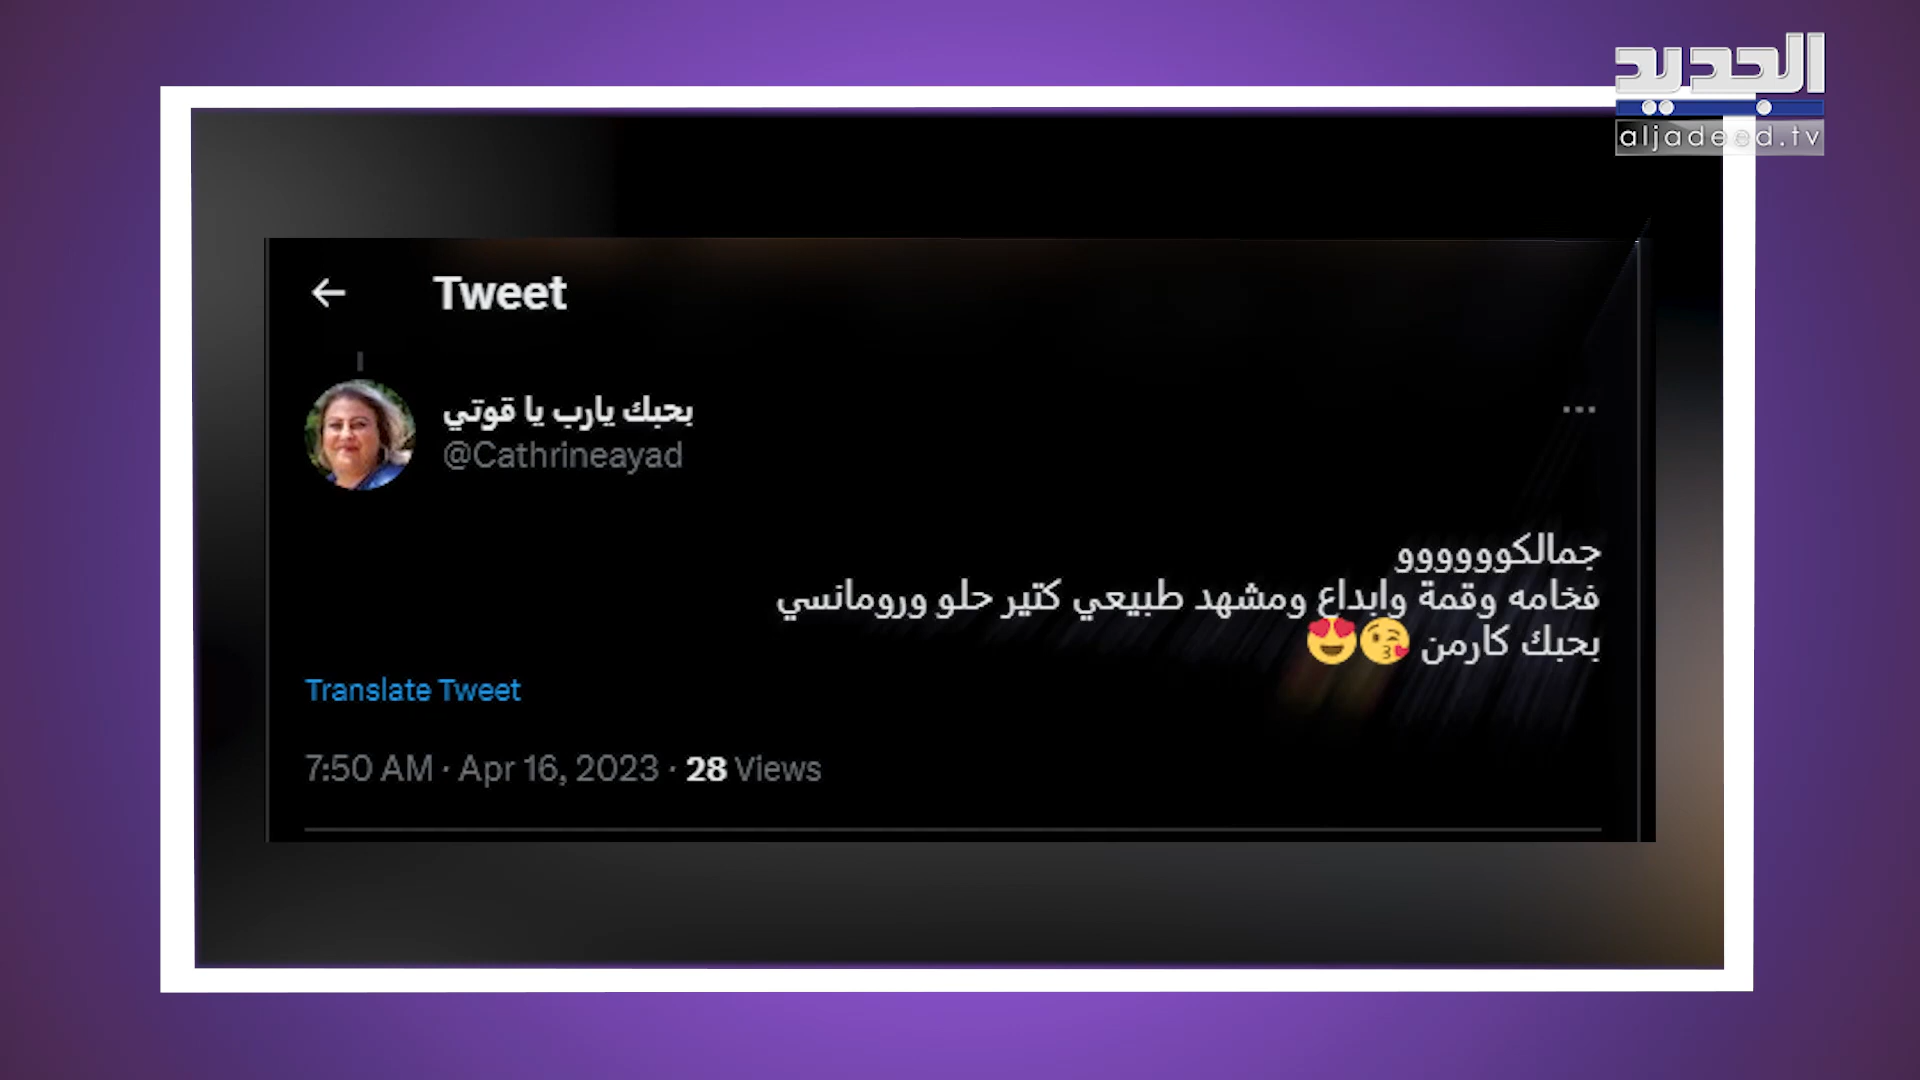 الجديد
aljadeed.tv
Tweet
بحبك يارب يا قوتي
@Cathrineayad
جمالكوووووو
فخامه وقمة وابداع ومشهد طبيعي كتير حلو ورومانسي
بحبك كارمن 😘😍
Translate Tweet
7:50 AM · Apr 16, 2023 · 28 Views